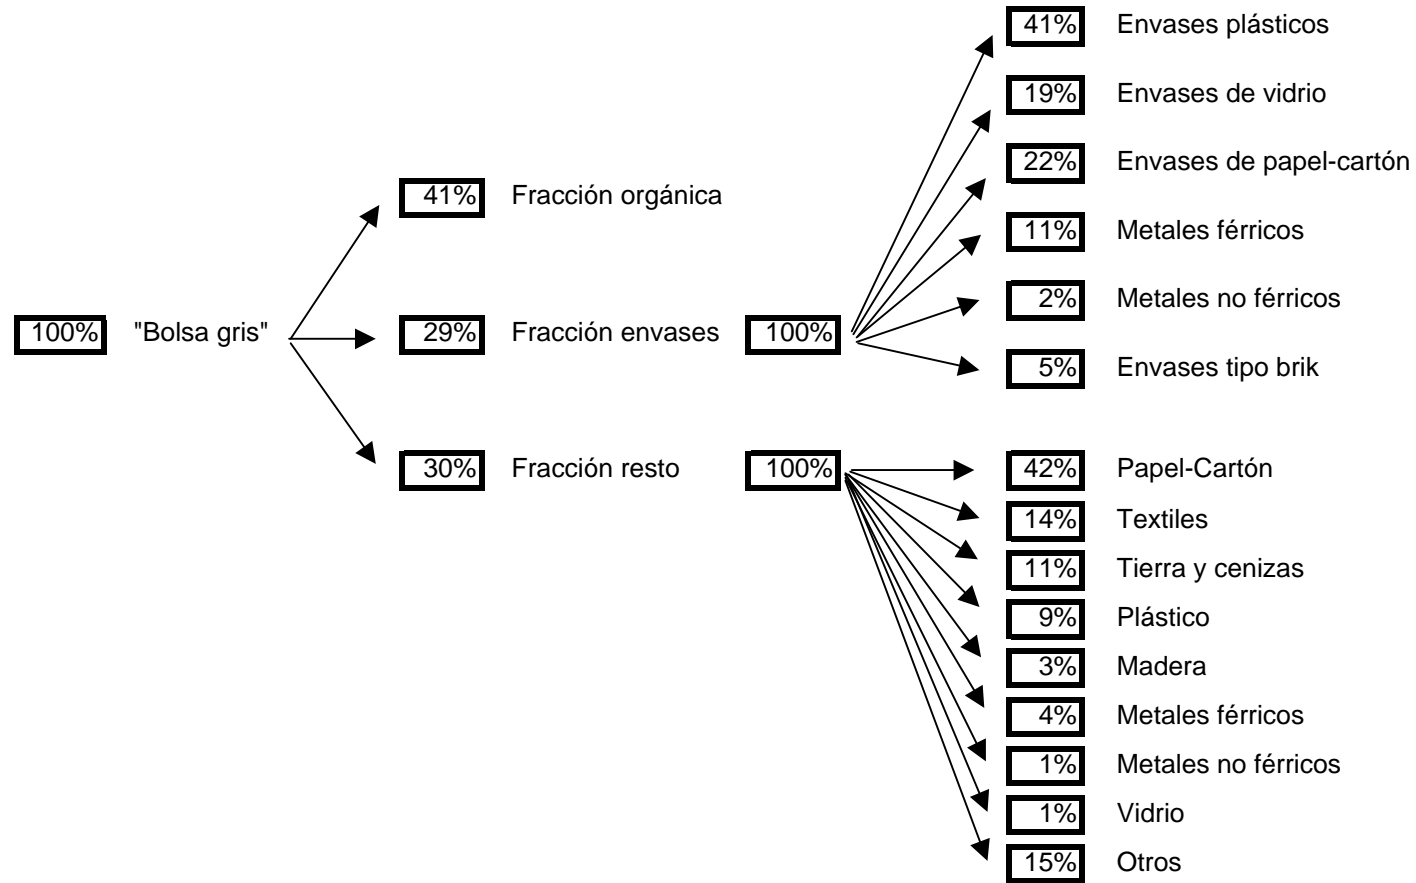 41% Envases plásticos
19% Envases de vidrio
22% Envases de papel-cartón
41% Fracción orgánica
11% Metales férricos
2% Metales no férricos
100% "Bolsa gris" 29% Fracción envases 100%
5% Envases tipo brik
30% Fracción resto 100% 42% Papel-Cartón
14% Textiles
11% Tierra y cenizas
9% Plástico
3% Madera
4% Metales férricos
1% Metales no férricos
1% Vidrio
15% Otros